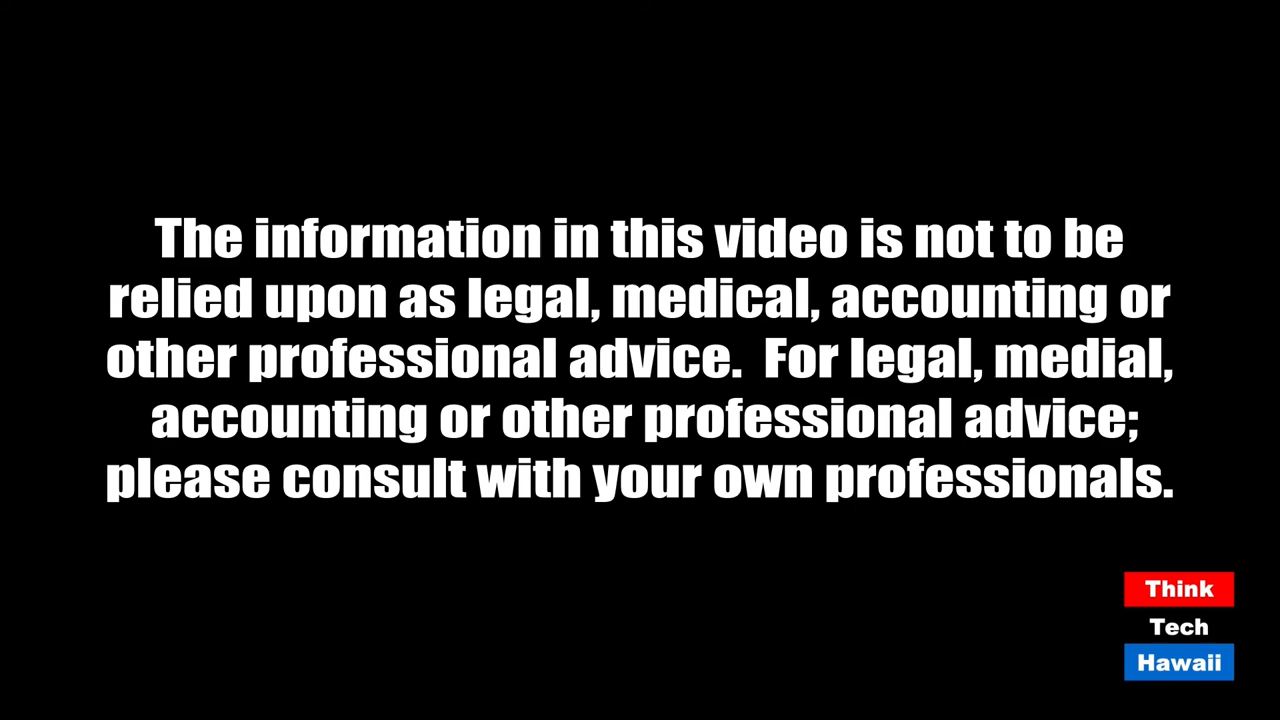 The information in this video is not to be
relied upon as legal, medical, accounting or
other professional advice.  For legal, medial,
accounting or other professional advice;
please consult with your own professionals.
Think
Tech
Hawaii